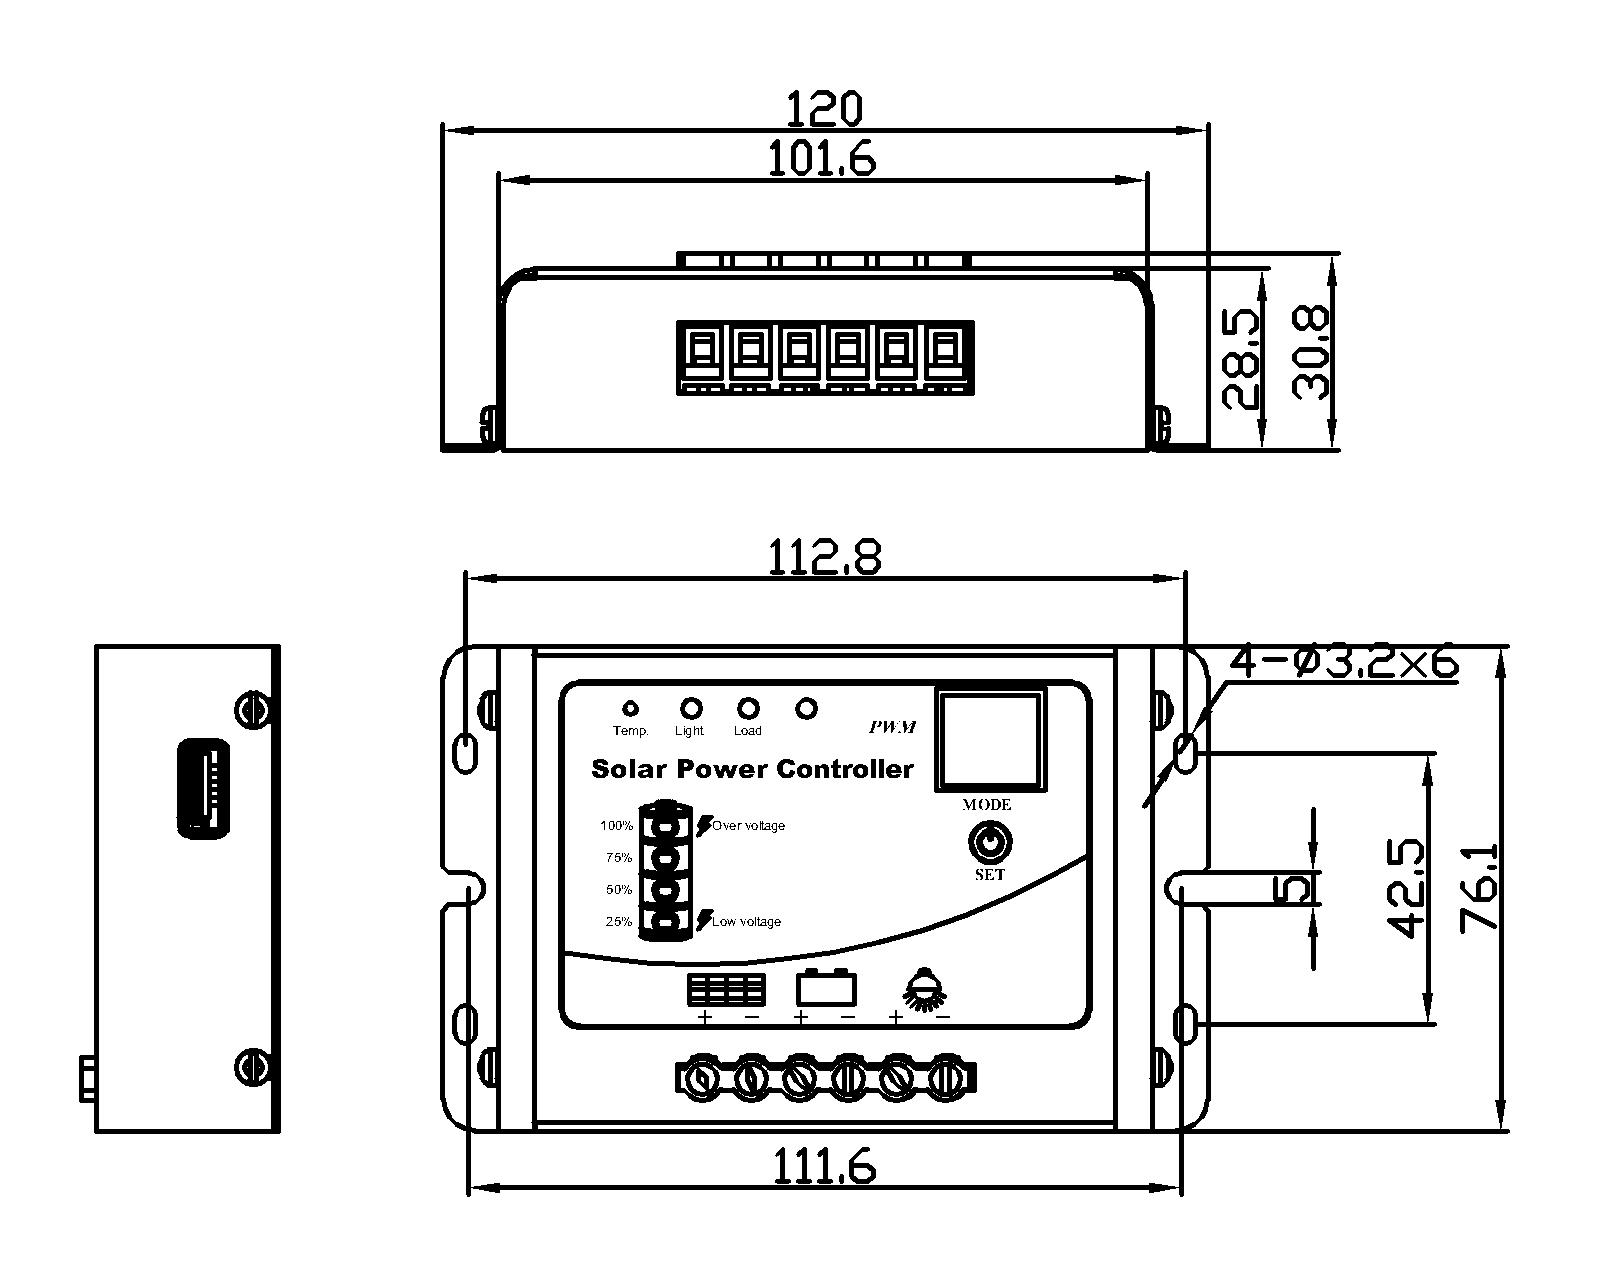 120
101.6
28.5
30.8
112.8
4-Ø3.2×6
Temp. Light Load
PWM
Solar Power Controller
MODE
100% Over voltage
75%
SET
50%
25% Low voltage
5
42.5
76.1
+ − + − + −
111.6